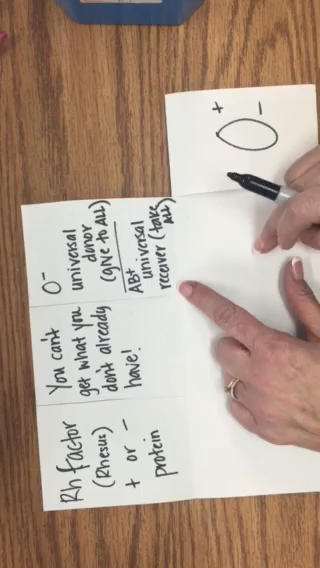 Rh factor
(Rhesus)
+ or -
protein
You can't
get what you
don't already
have!
O-
universal
donor
(give to ALL)
AB+
universal
receiver (take
ALL)
O + -